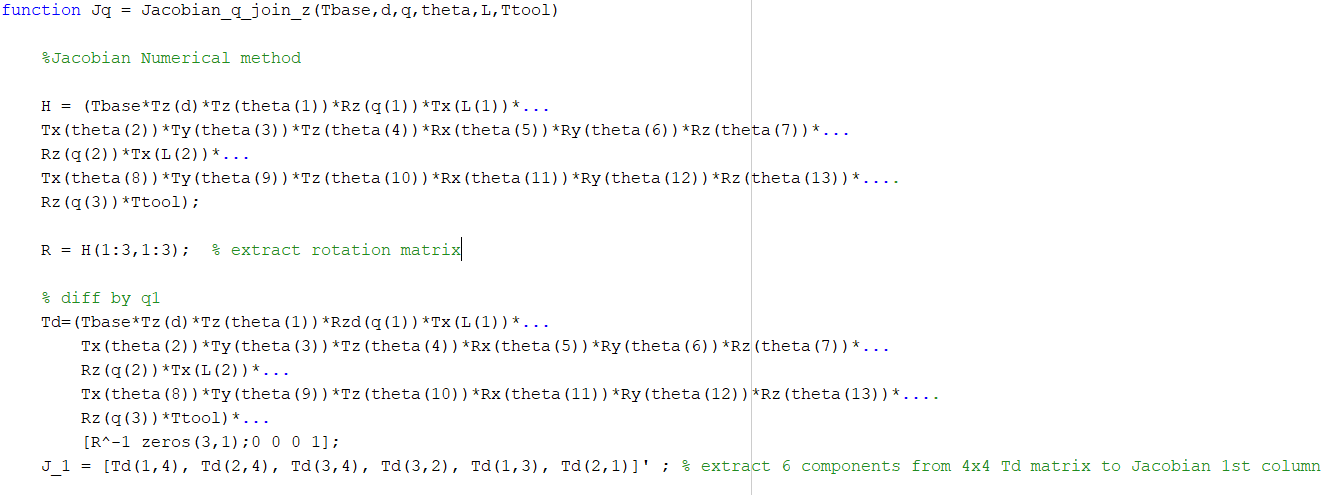 function Jq = Jacobian_q_join_z(Tbase,d,q,theta,L,Ttool)
%Jacobian Numerical method
H = (Tbase*Tz(d)*Tz(theta(1))*Rz(q(1))*Tx(L(1))*...
Tx(theta(2))*Ty(theta(3))*Tz(theta(4))*Rx(theta(5))*Ry(theta(6))*Rz(theta(7))*...
Rz(q(2))*Tx(L(2))*...
Tx(theta(8))*Ty(theta(9))*Tz(theta(10))*Rx(theta(11))*Ry(theta(12))*Rz(theta(13))*....
Rz(q(3))*Ttool);
R = H(1:3,1:3);  % extract rotation matrix
% diff by q1
Td=(Tbase*Tz(d)*Tz(theta(1))*Rzd(q(1))*Tx(L(1))*...
Tx(theta(2))*Ty(theta(3))*Tz(theta(4))*Rx(theta(5))*Ry(theta(6))*Rz(theta(7))*...
Rz(q(2))*Tx(L(2))*...
Tx(theta(8))*Ty(theta(9))*Tz(theta(10))*Rx(theta(11))*Ry(theta(12))*Rz(theta(13))*....
Rz(q(3))*Ttool)*...
[R^-1 zeros(3,1);0 0 0 1];
J_1 = [Td(1,4), Td(2,4), Td(3,4), Td(3,2), Td(1,3), Td(2,1)]' ; % extract 6 components from 4x4 Td matrix to Jacobian 1st column